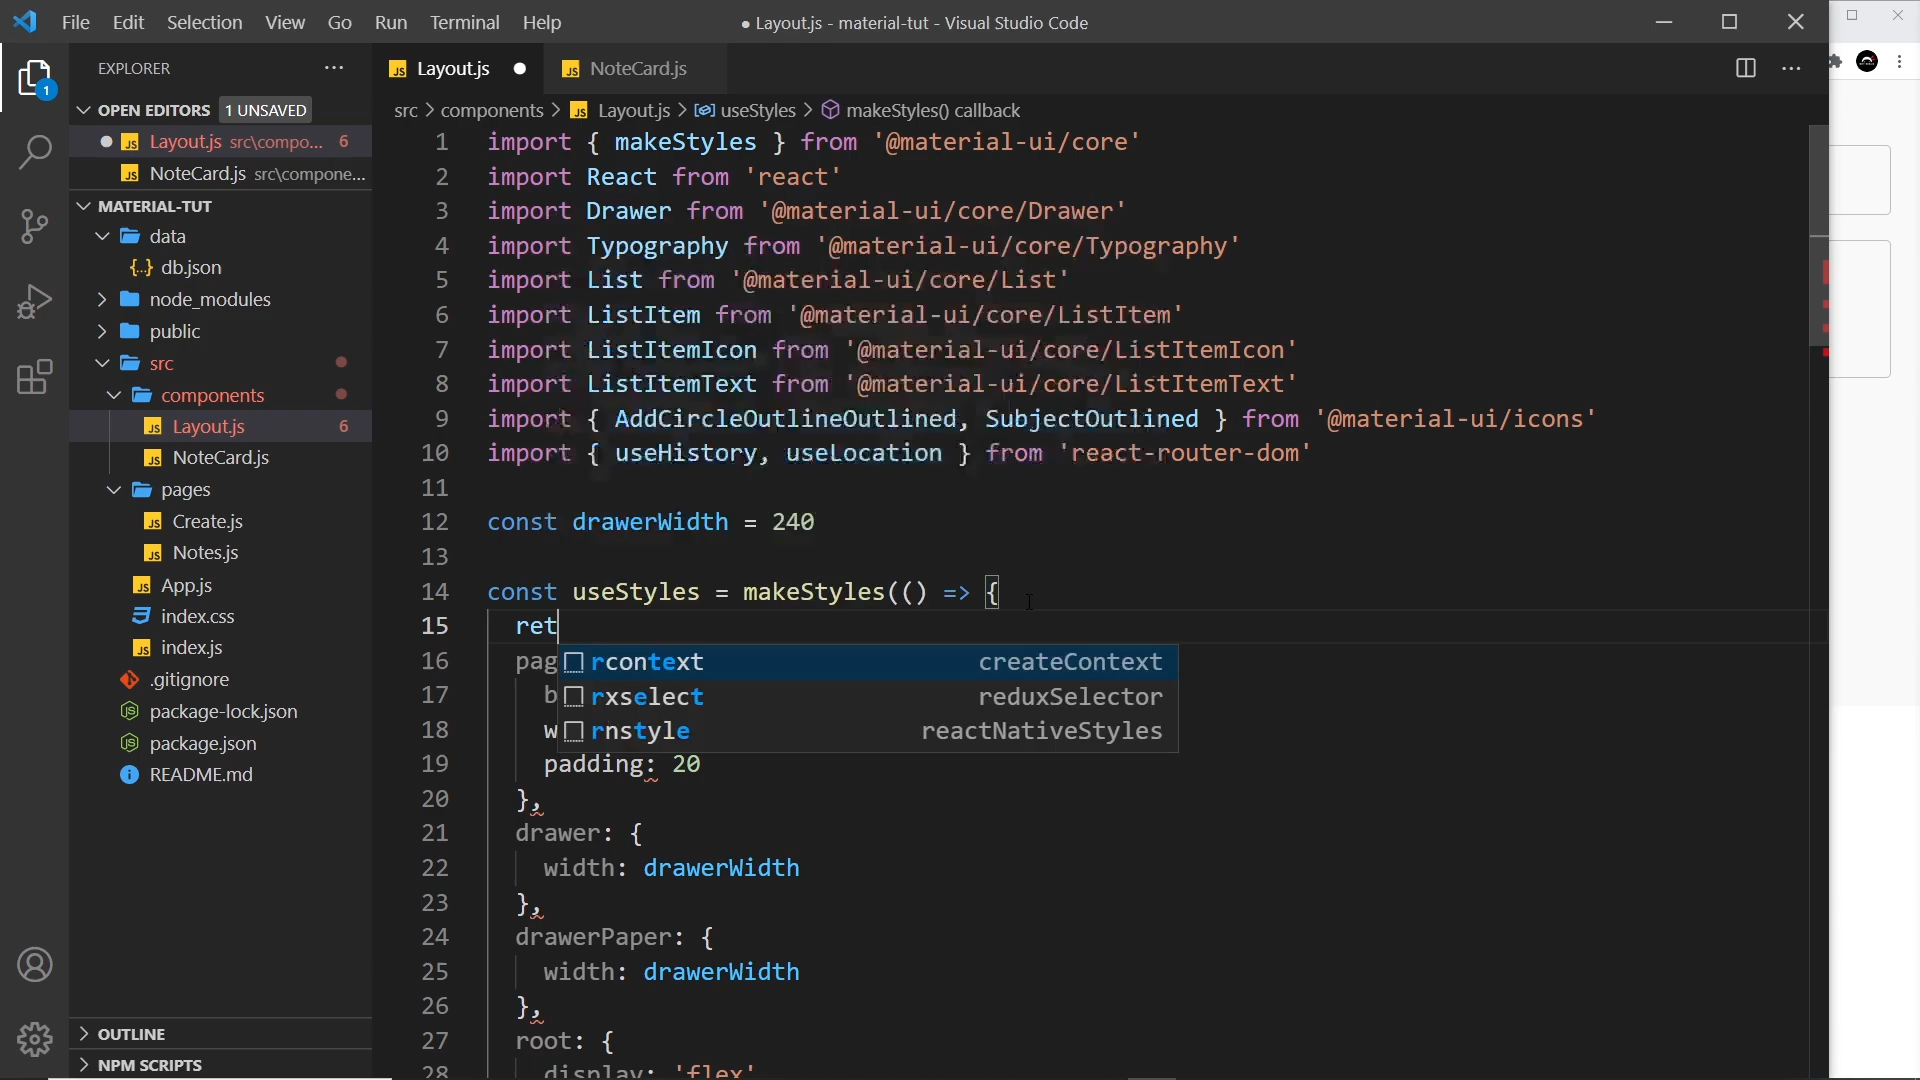 File Edit Selection View Go Run Terminal Help
● Layout.js - material-tut - Visual Studio Code
EXPLORER
OPEN EDITORS 1 UNSAVED
Layout.js src\compo... 6
NoteCard.js src\compone...
MATERIAL-TUT
data
db.json
node_modules
public
src
components
Layout.js 6
NoteCard.js
pages
Create.js
Notes.js
App.js
index.css
index.js
.gitignore
package-lock.json
package.json
README.md
OUTLINE
NPM SCRIPTS
1
Layout.js
NoteCard.js
src > components > Layout.js > useStyles > makeStyles() callback
1 import { makeStyles } from '@material-ui/core'
2 import React from 'react'
3 import Drawer from '@material-ui/core/Drawer'
4 import Typography from '@material-ui/core/Typography'
5 import List from '@material-ui/core/List'
6 import ListItem from '@material-ui/core/ListItem'
7 import ListItemIcon from '@material-ui/core/ListItemIcon'
8 import ListItemText from '@material-ui/core/ListItemText'
9 import { AddCircleOutlineOutlined, SubjectOutlined } from '@material-ui/icons'
10 import { useHistory, useLocation } from 'react-router-dom'
11
12 const drawerWidth = 240
13
14 const useStyles = makeStyles(() => {
15 ret
16 pag
rcontext createContext
17 b
rxselect reduxSelector
18 w
rnstyle reactNativeStyles
19 padding: 20
20 },
21 drawer: {
22 width: drawerWidth
23 },
24 drawerPaper: {
25 width: drawerWidth
26 },
27 root: {
28 display: 'flex'